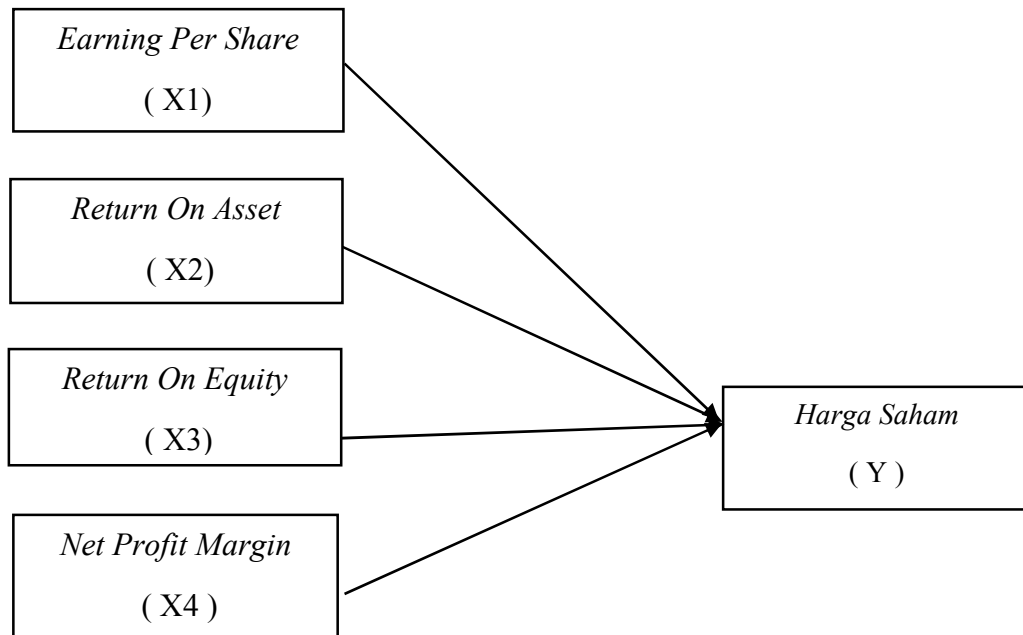 Earning Per Share
( X1)
Return On Asset
( X2)
Return On Equity
( X3)
Net Profit Margin
( X4 )
Harga Saham
( Y )